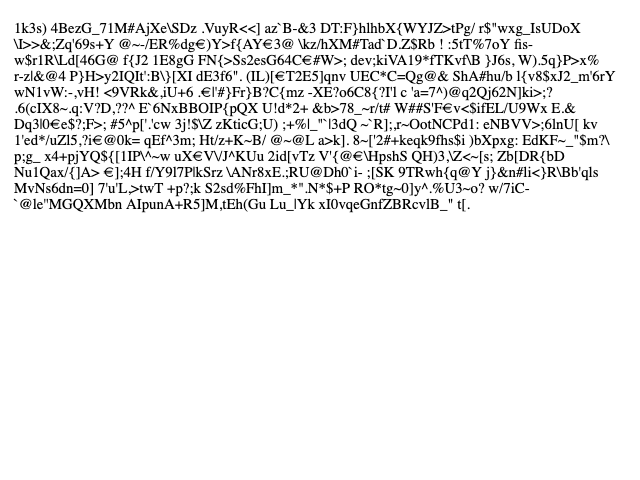 1k3s) 4BezG_71M#AjXe\SDz .VuyR<<] az`B-&3 DT:F}hlhbX{WYJZ>tPg/ r$"wxg_IsUDoX
\I>>&;Zq'69s+Y @~-/ER%dg€)Y>f{AY€3@ \kz/hXM#Tad`D.Z$Rb ! :5tT%7oY fis-
w$r1R\Ld[46G@ f{J2 1E8gG FN{>Ss2esG64C€#W>; dev;kiVA19*fTKvf\B }J6s, W).5q}P>x%
r-zl&@4 P}H>y2IQIt':B\}[XI dE3f6". (IL)[€T2E5]qnv UEC*C=Qg@& ShA#hu/b l{v8$xJ2_m'6rY
wN1vW:-,vH! <9VRk&,iU+6 .€l'#}Fr}B?C{mz -XE?o6C8{?I'l c 'a=7^)@q2Qj62N]ki>;?
.6(cIX8~.q:V?D,??^ E`6NxBBOIP{pQX U!d*2+ &b>78_~r/t# W##S'F€v<$ifEL/U9Wx E.&
Dq3l0€e$?;F>; #5^p['.'cw 3j!$\Z zKticG;U) ;+%l_"`|3dQ ~`R];,r~OotNCPd1: eNBVV>;6lnU[ kv
1'ed*/uZl5,?i€@0k= qEf^3m; Ht/z+K~B/ @~@L a>k]. 8~['2#+keqk9fhs$i )bXpxg: EdKF~_"$m?\
p;g_ x4+pjYQ${[1IP\^~w uX€V\/J^KUu 2id[vTz V'{@€\HpshS QH)3,\Z<~[s; Zb[DR{bD
Nu1Qax/{]A> €];4H f/Y9l7P|kSrz \ANr8xE.;RU@Dh0`i- ;[SK 9TRwh{q@Y j}&n#li<}R\Bb'qls
MvNs6dn=0] 7'u'L,>twT +p?;k S2sd%FhI]m_*".N*$+P RO*tg~0]y^.%U3~o? w/7iC-
`@le"MGQXMbn AIpunA+R5]M,tEh(Gu Lu_|Yk xI0vqeGnfZBRcvlB_" t[.